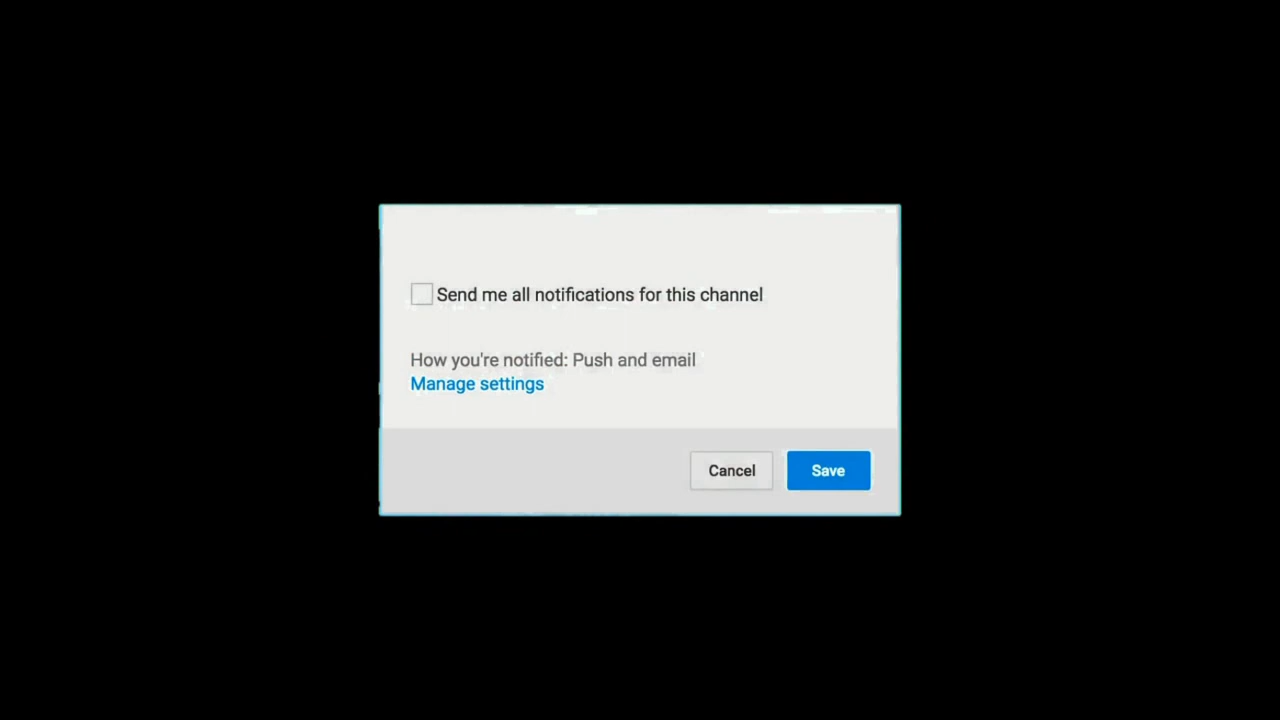 Send me all notifications for this channel
How you're notified: Push and email
Manage settings
Cancel
Save